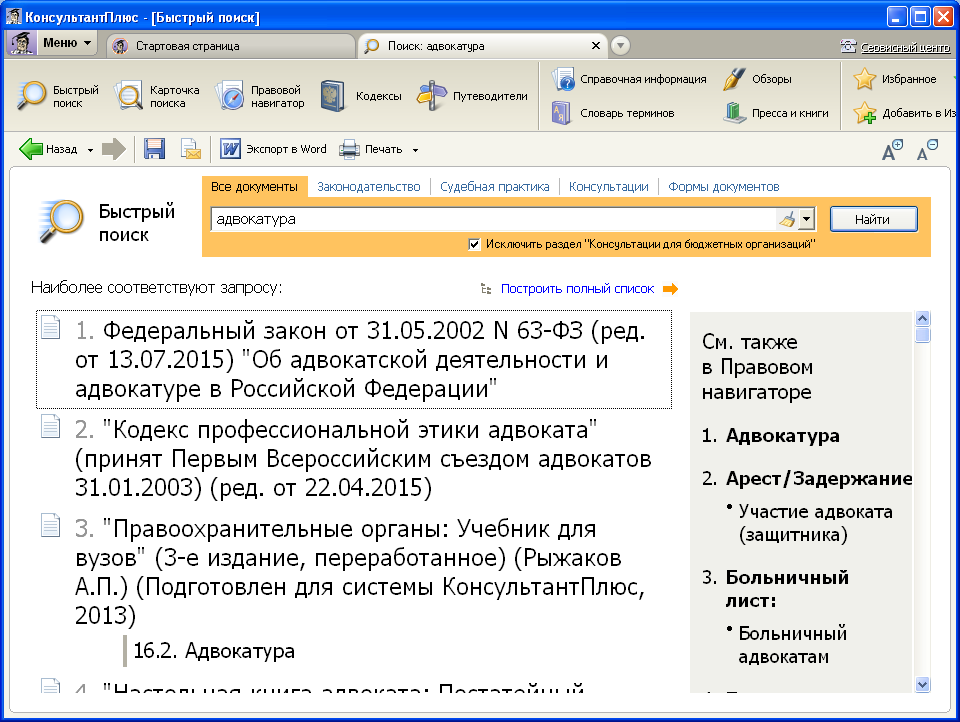 КонсультантПлюс - [Быстрый поиск]
Меню
Стартовая страница
Поиск: адвокатура
Сервисный центр
Быстрый
поиск
Карточка
поиска
Правовой
навигатор
Кодексы
Путеводители
Справочная информация
Словарь терминов
Обзоры
Пресса и книги
Избранное
Добавить в Из
Назад
Экспорт в Word
Печать
Быстрый
поиск
Все документы
Законодательство
Судебная практика
Консультации
Формы документов
адвокатура
Найти
Исключить раздел "Консультации для бюджетных организаций"
Наиболее соответствуют запросу:
Построить полный список
1. Федеральный закон от 31.05.2002 N 63-ФЗ (ред.
от 13.07.2015) "Об адвокатской деятельности и
адвокатуре в Российской Федерации"
2. "Кодекс профессиональной этики адвоката"
(принят Первым Всероссийским съездом адвокатов
31.01.2003) (ред. от 22.04.2015)
3. "Правоохранительные органы: Учебник для
вузов" (3-е издание, переработанное) (Рыжаков
А.П.) (Подготовлен для системы КонсультантПлюс,
2013)
16.2. Адвокатура
4. "Настольная книга адвоката: Постатейный
См. также
в Правовом
навигаторе
1. Адвокатура
2. Арест/Задержание
• Участие адвоката
(защитника)
3. Больничный
лист:
• Больничный
адвокатам